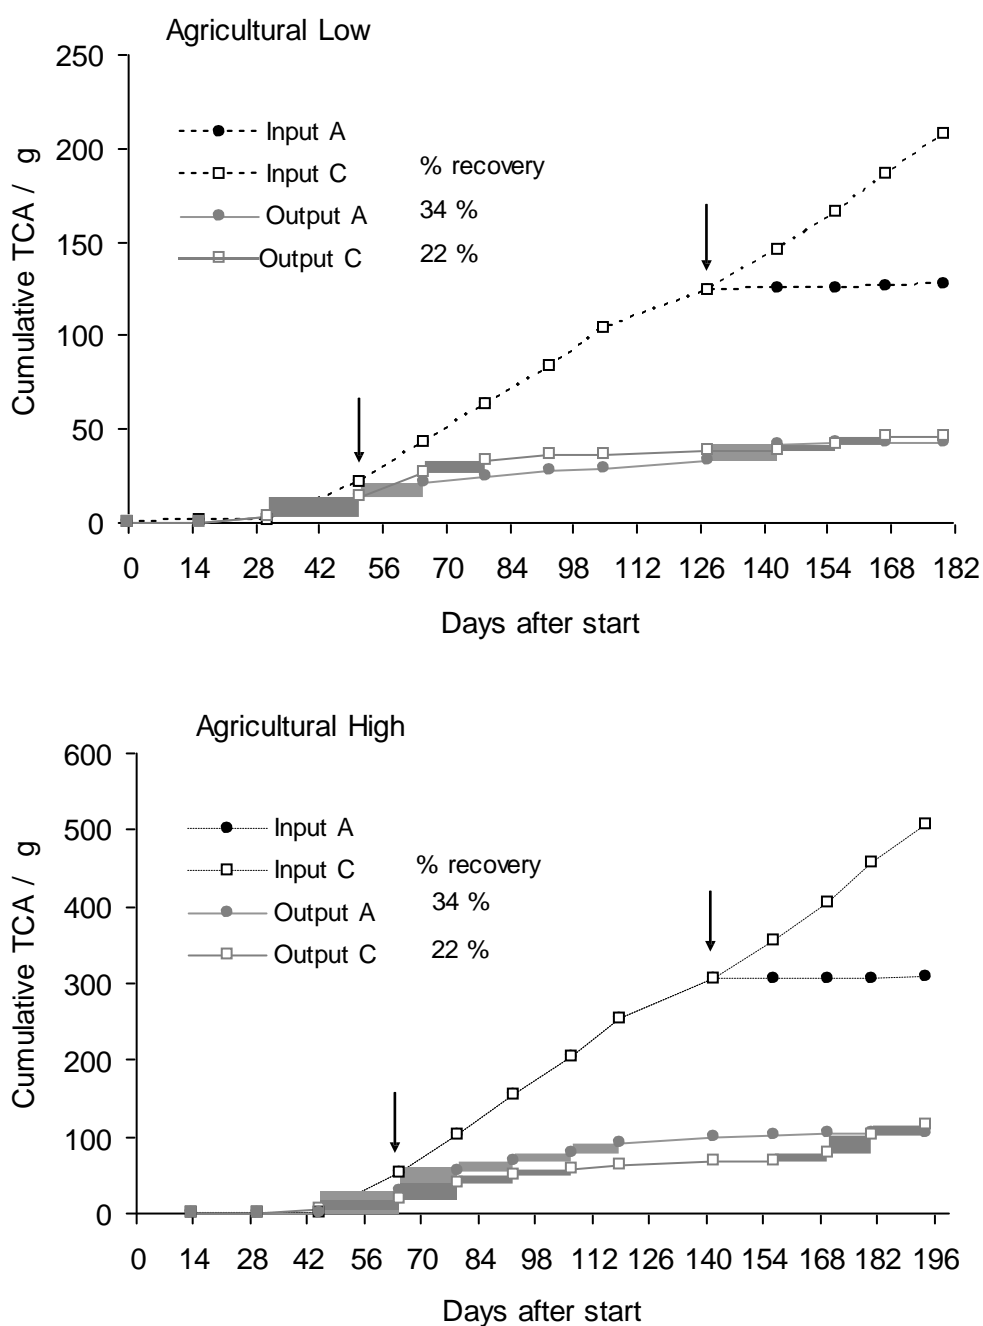 Agricultural Low
250
200
150
100
50
0
Cumulative TCA / g
Input A
Input C
% recovery
Output A
34 %
Output C
22 %
0 14 28 42 56 70 84 98 112 126 140 154 168 182
Days after start
Agricultural High
600
500
400
300
200
100
0
Cumulative TCA / g
Input A
Input C
% recovery
Output A
34 %
Output C
22 %
0 14 28 42 56 70 84 98 112 126 140 154 168 182 196
Days after start